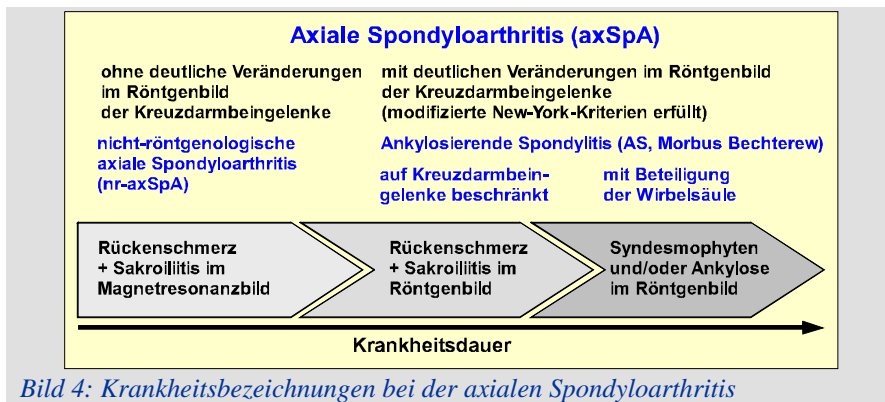 Axiale Spondyloarthritis (axSpA)
ohne deutliche Veränderungen
im Röntgenbild
der Kreuzdarmbeingelenke
mit deutlichen Veränderungen im Röntgenbild
der Kreuzdarmbeingelenke
(modifizierte New-York-Kriterien erfüllt)
nicht-röntgenologische
axiale Spondyloarthritis
(nr-axSpA)
Ankylosierende Spondylitis (AS, Morbus Bechterew)
auf Kreuzdarmbein-
gelenke beschränkt
mit Beteiligung
der Wirbelsäule
Rückenschmerz
+ Sakroiliitis im
Magnetresonanzbild
Rückenschmerz
+ Sakroiliitis im
Röntgenbild
Syndesmophyten
und/oder Ankylose
im Röntgenbild
Krankheitsdauer
Bild 4: Krankheitsbezeichnungen bei der axialen Spondyloarthritis